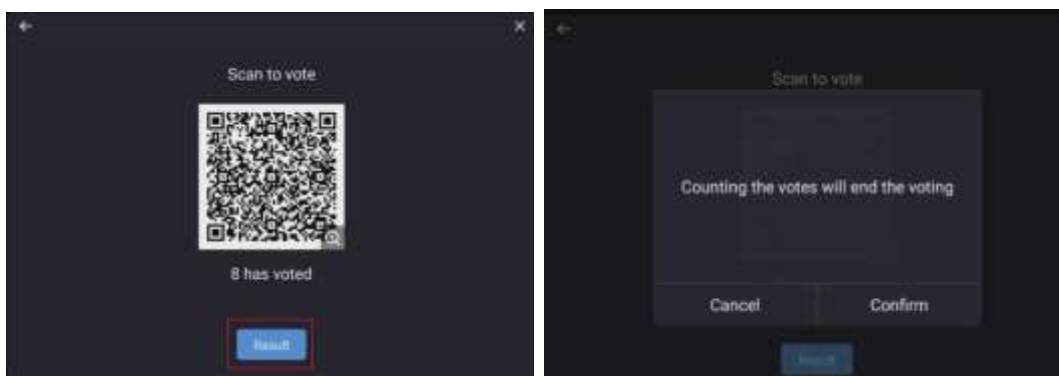 Scan to vote
8 has voted
Result
Scan to vote
Counting the votes will end the voting
Cancel
Confirm
Result